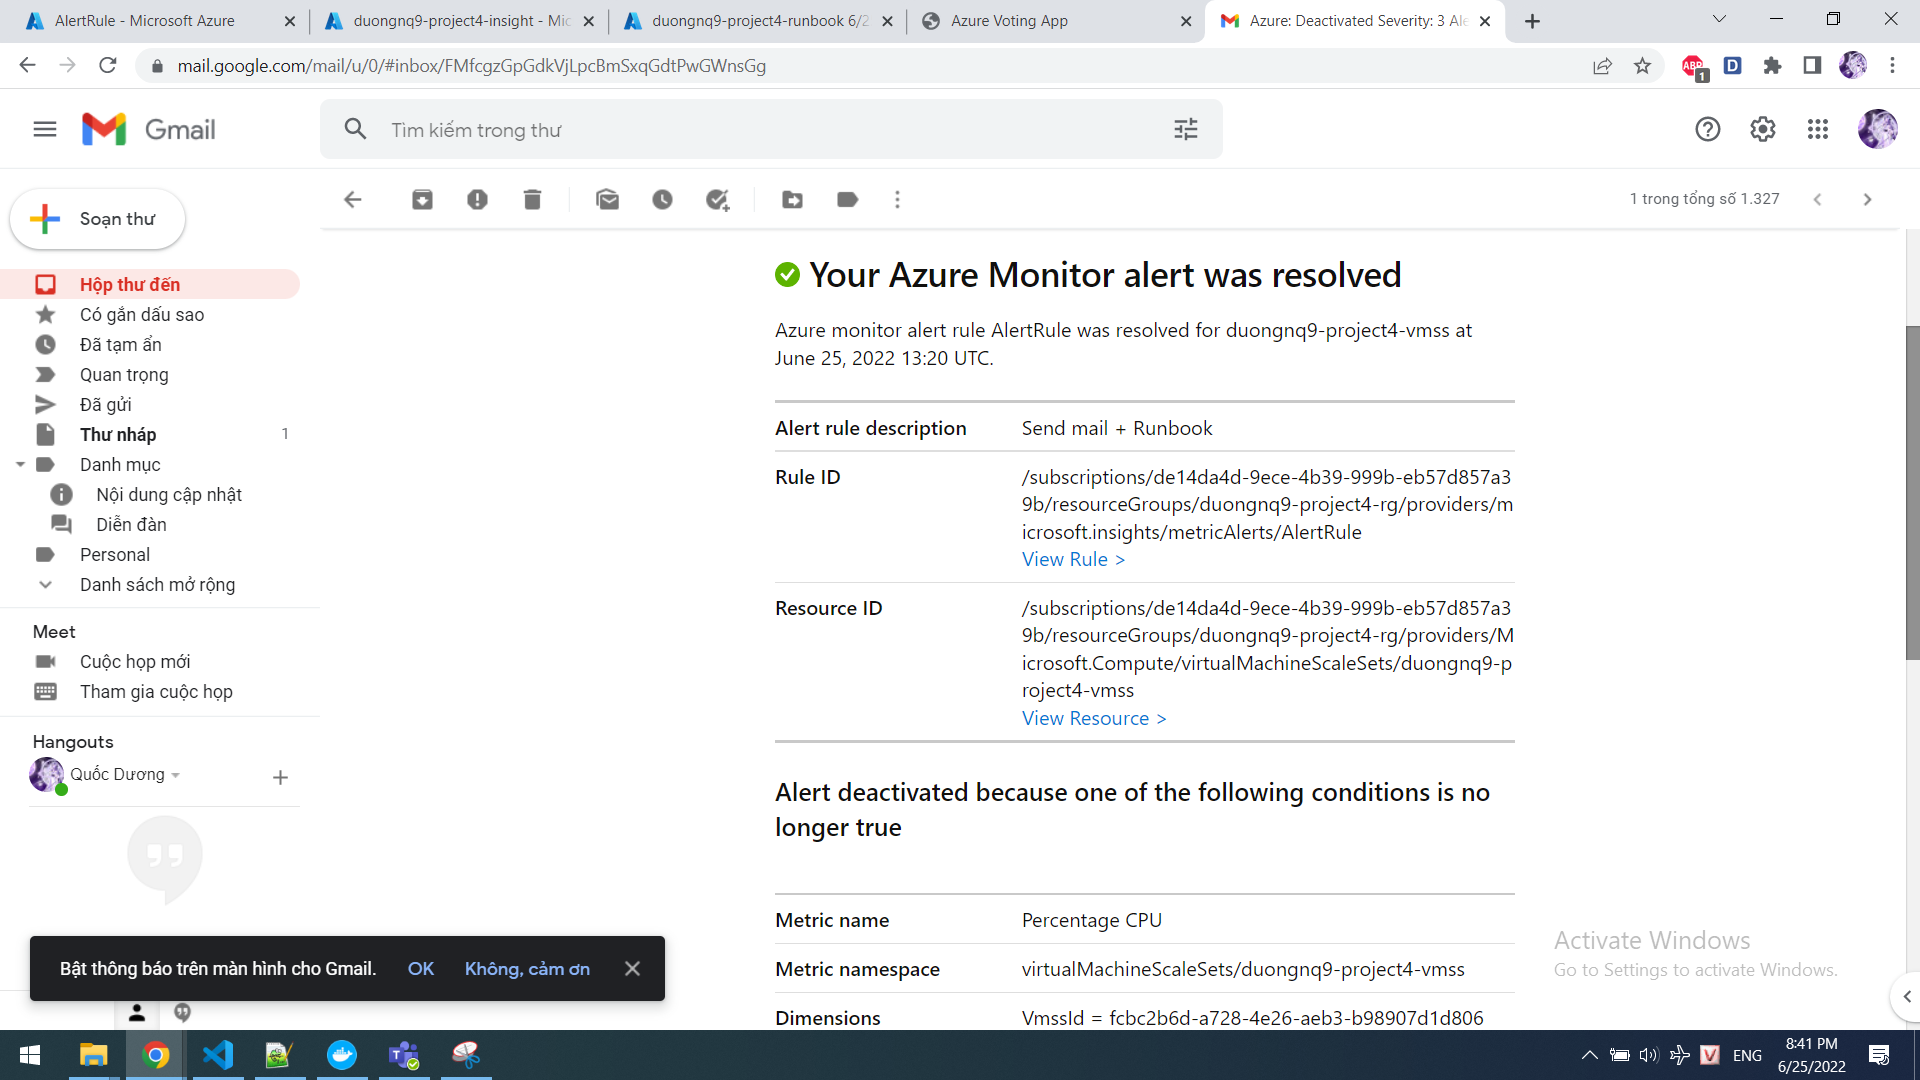 AlertRule - Microsoft Azure
duongnq9-project4-insight - Mic
duongnq9-project4-runbook 6/2
Azure Voting App
Azure: Deactivated Severity: 3 Ale
mail.google.com/mail/u/0/#inbox/FMfcgzGpGdkVjLpcBmSxqGdtPwGWnsGg
ABP
1
D
Gmail
Tìm kiếm trong thư
Soạn thư
1 trong tổng số 1.327
Hộp thư đến
Có gắn dấu sao
Đã tạm ẩn
Quan trọng
Đã gửi
Thư nháp 1
Danh mục
Nội dung cập nhật
Diễn đàn
Personal
Danh sách mở rộng
Meet
Cuộc họp mới
Tham gia cuộc họp
Hangouts
Quốc Dương
Your Azure Monitor alert was resolved
Azure monitor alert rule AlertRule was resolved for duongnq9-project4-vmss at
June 25, 2022 13:20 UTC.
Alert rule description Send mail + Runbook
Rule ID /subscriptions/de14da4d-9ece-4b39-999b-eb57d857a3
9b/resourceGroups/duongnq9-project4-rg/providers/m
icrosoft.insights/metricAlerts/AlertRule
View Rule >
Resource ID /subscriptions/de14da4d-9ece-4b39-999b-eb57d857a3
9b/resourceGroups/duongnq9-project4-rg/providers/M
icrosoft.Compute/virtualMachineScaleSets/duongnq9-p
roject4-vmss
View Resource >
Alert deactivated because one of the following conditions is no
longer true
Metric name Percentage CPU
Metric namespace virtualMachineScaleSets/duongnq9-project4-vmss
Dimensions VmssId = fcbc2b6d-a728-4e26-aeb3-b98907d1d806
Bật thông báo trên màn hình cho Gmail. OK Không, cảm ơn
Activate Windows
Go to Settings to activate Windows.
V
ENG
8:41 PM
6/25/2022